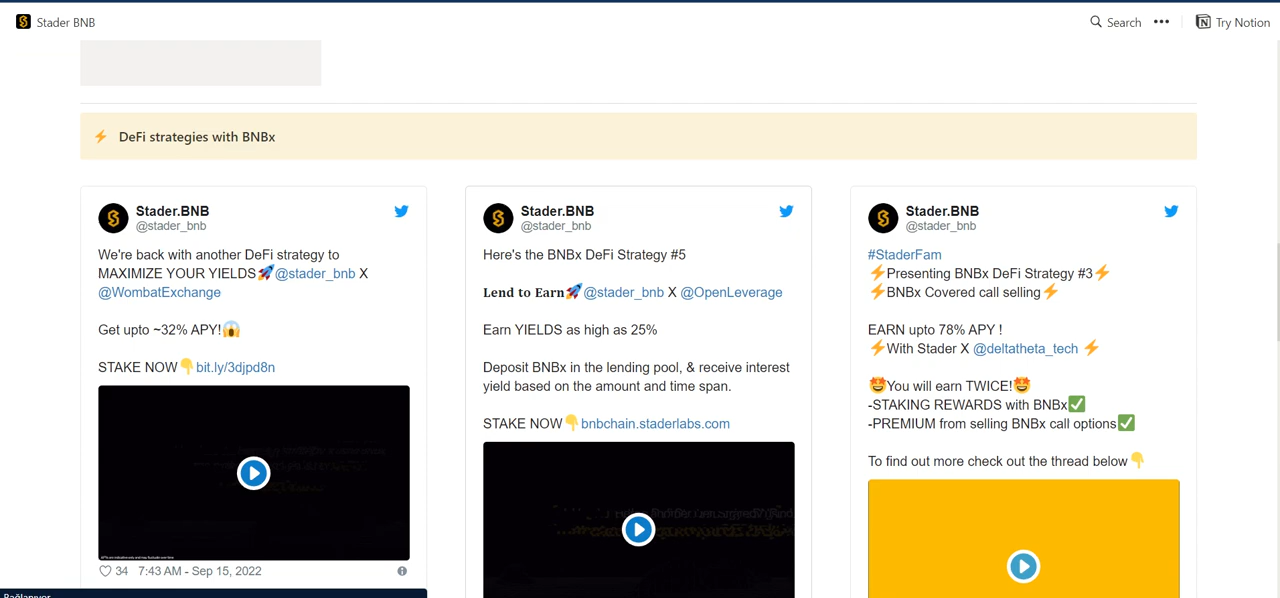 Stader BNB
Search
Try Notion
⚡ DeFi strategies with BNBx
Stader.BNB
@stader_bnb
We're back with another DeFi strategy to
MAXIMIZE YOUR YIELDS🚀@stader_bnb X
@WombatExchange
Get upto ~32% APY!😱
STAKE NOW👇bit.ly/3djpd8n
34 7:43 AM - Sep 15, 2022
Stader.BNB
@stader_bnb
Here's the BNBx DeFi Strategy #5
Lend to Earn🚀@stader_bnb X @OpenLeverage
Earn YIELDS as high as 25%
Deposit BNBx in the lending pool, & receive interest
yield based on the amount and time span.
STAKE NOW👇bnbchain.staderlabs.com
Stader.BNB
@stader_bnb
#StaderFam
⚡Presenting BNBx DeFi Strategy #3⚡
⚡BNBx Covered call selling⚡
EARN upto 78% APY !
⚡With Stader X @deltatheta_tech ⚡
🤩You will earn TWICE!🤩
-STAKING REWARDS with BNBx✅
-PREMIUM from selling BNBx call options✅
To find out more check out the thread below👇
Bağlanıyor